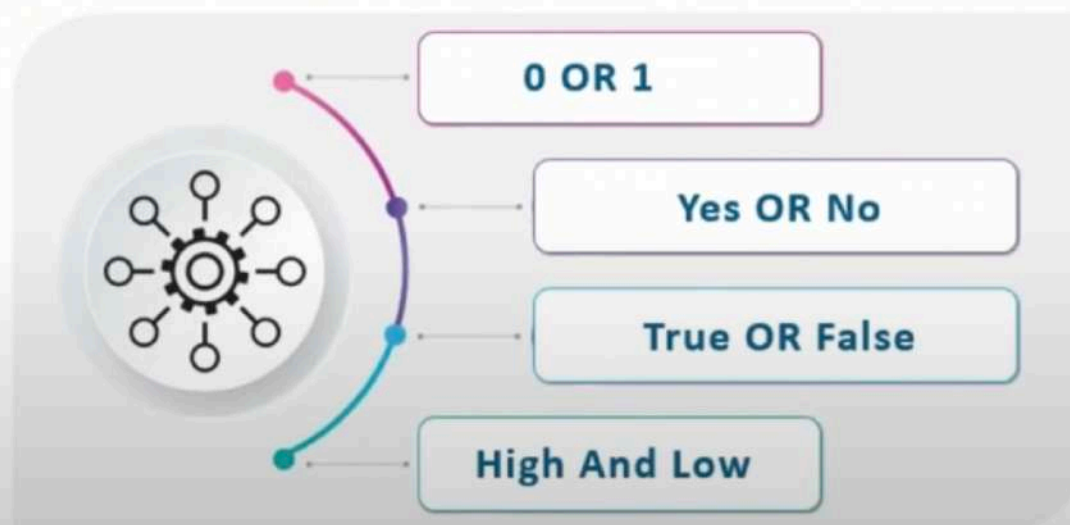 0 OR 1
Yes OR No
True OR False
High And Low